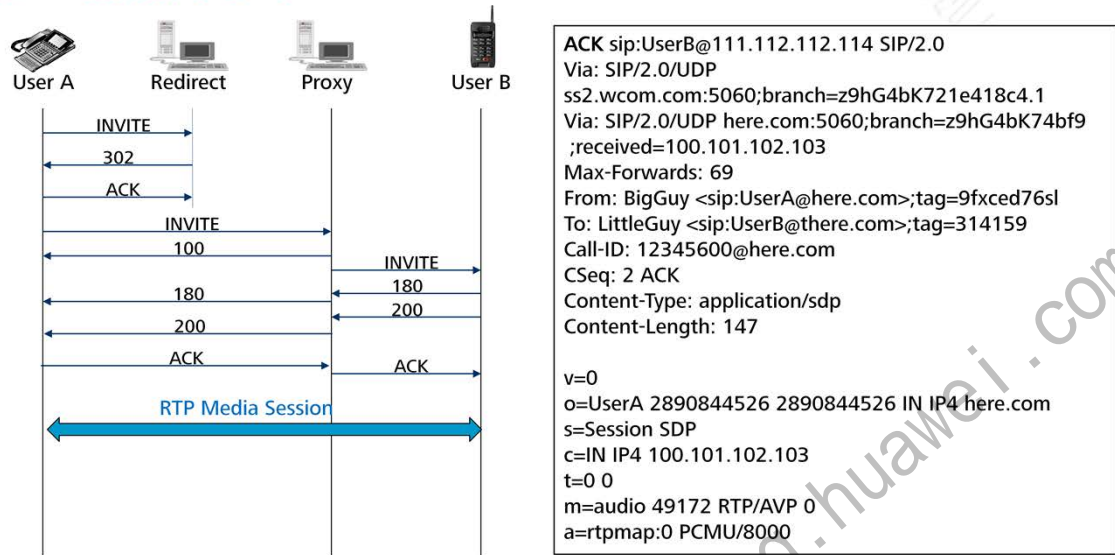 User A
Redirect
Proxy
User B
INVITE
302
ACK
INVITE
100
INVITE
180
180
200
200
ACK
ACK
RTP Media Session
ACK sip:UserB@111.112.112.114 SIP/2.0
Via: SIP/2.0/UDP
ss2.wcom.com:5060;branch=z9hG4bK721e418c4.1
Via: SIP/2.0/UDP here.com:5060;branch=z9hG4bK74bf9
;received=100.101.102.103
Max-Forwards: 69
From: BigGuy <sip:UserA@here.com>;tag=9fxced76sl
To: LittleGuy <sip:UserB@there.com>;tag=314159
Call-ID: 12345600@here.com
CSeq: 2 ACK
Content-Type: application/sdp
Content-Length: 147
v=0
o=UserA 2890844526 2890844526 IN IP4 here.com
s=Session SDP
c=IN IP4 100.101.102.103
t=0 0
m=audio 49172 RTP/AVP 0
a=rtpmap:0 PCMU/8000
.huawei.com